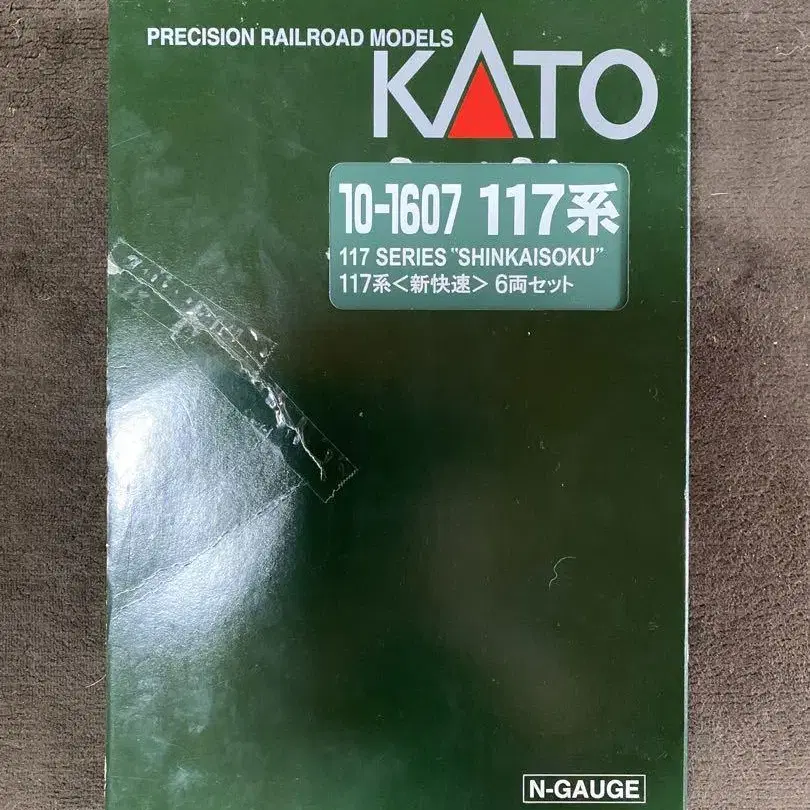 PRECISION RAILROAD MODELS
KATO
10-1607 117系
117 SERIES "SHINKAISOKU"
117系<新快速> 6両セット
N-GAUGE